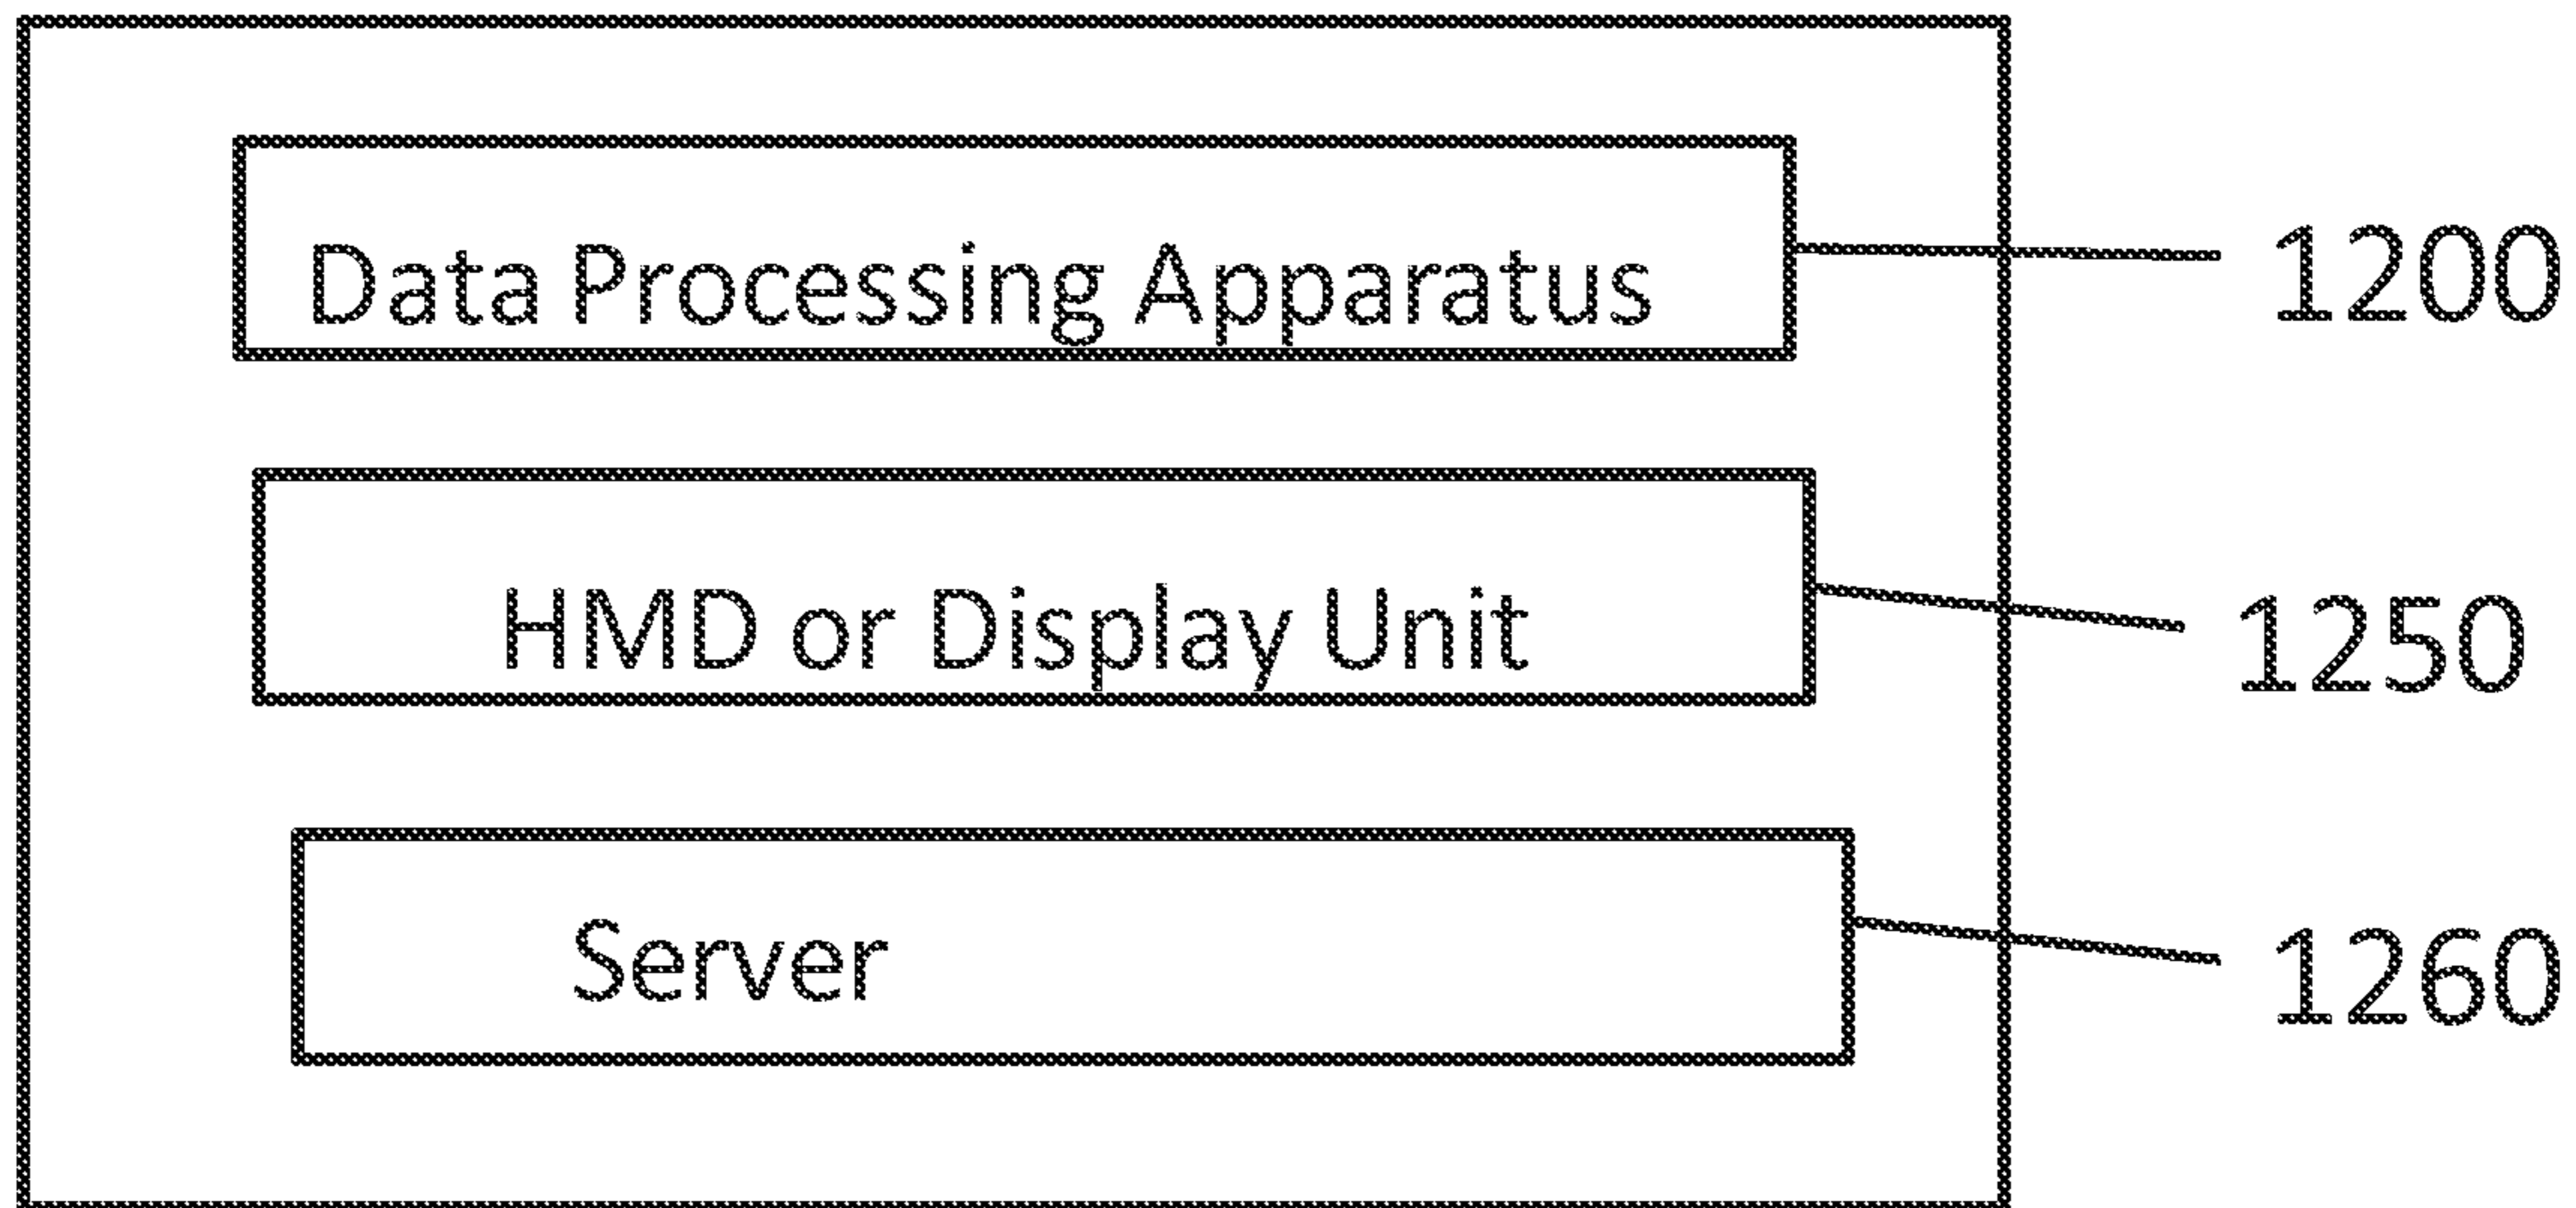 Data Processing Apparatus 1200
HMD or Display Unit 1250
Server 1260